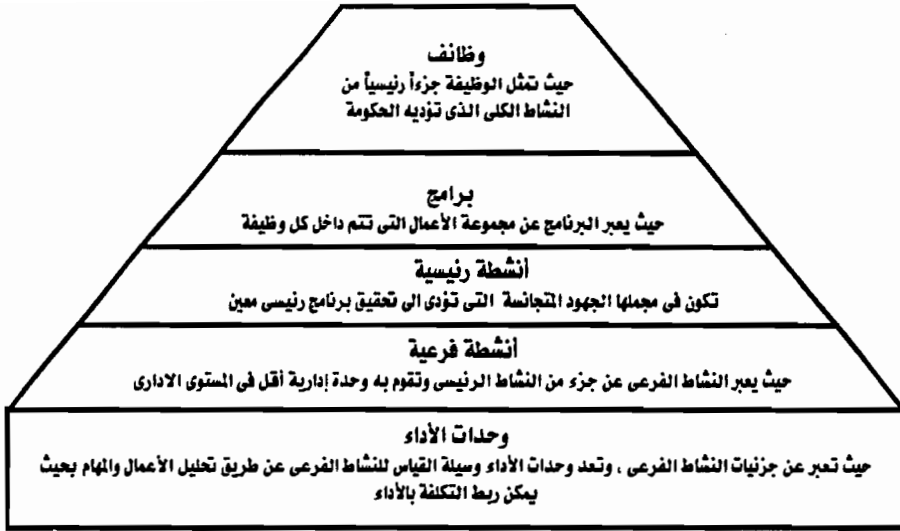 وظائف
حيث تمثل الوظيفة جزءاً رئيسياً من
النشاط الكلى الذى تؤديه الحكومة
برامج
حيث يعبر البرنامج عن مجموعة الأعمال التى تتم داخل كل وظيفة
أنشطة رئيسية
تكون فى مجملها الجهود المتجانسة التى تؤدى الى تحقيق برنامج رئيسى معين
أنشطة فرعية
حيث يعبر النشاط الفرعى عن جزء من النشاط الرئيسى وتقوم به وحدة إدارية أقل فى المستوى الادارى
وحدات الأداء
حيث تعبر عن جزئيات النشاط الفرعى ، وتعد وحدات الأداء وسيلة القياس للنشاط الفرعى عن طريق تحليل الأعمال والمهام بحيث
يمكن ربط التكلفة بالأداء